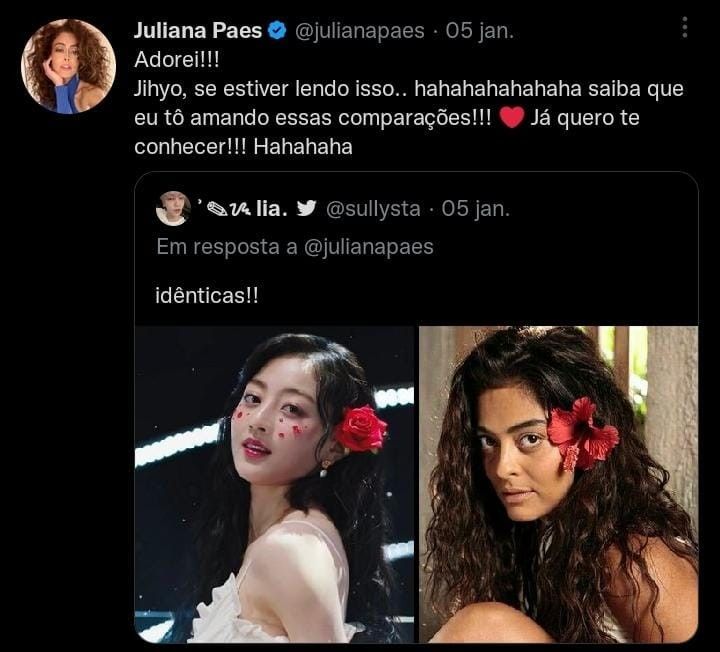 Juliana Paes @julianapaes · 05 jan.
Adorei!!!
Jihyo, se estiver lendo isso.. hahahahahahaha saiba que
eu tô amando essas comparações!!! ❤️ Já quero te
conhecer!!! Hahahaha
lia. @sullysta · 05 jan.
Em resposta a @julianapaes
idênticas!!